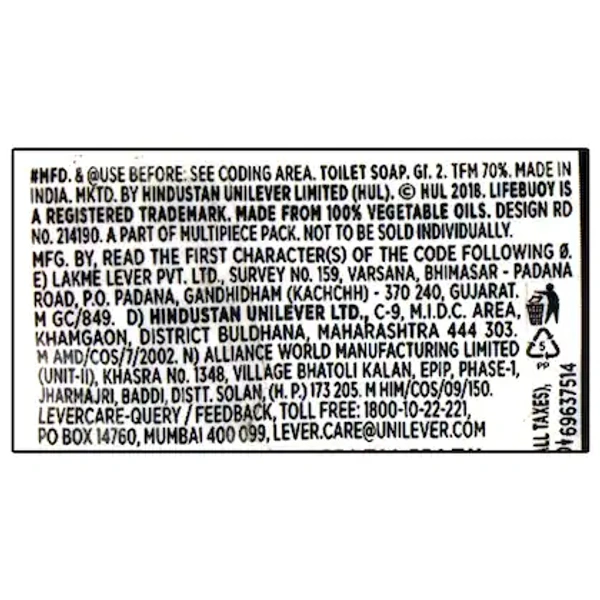 #MFD. & @USE BEFORE: SEE CODING AREA. TOILET SOAP. Gr. 2. TFM 70%. MADE IN
INDIA. MKTD. BY HINDUSTAN UNILEVER LIMITED (HUL). © HUL 2018. LIFEBUOY IS
A REGISTERED TRADEMARK. MADE FROM 100% VEGETABLE OILS. DESIGN RD
NO. 214190. A PART OF MULTIPIECE PACK. NOT TO BE SOLD INDIVIDUALLY.
MFG. BY, READ THE FIRST CHARACTER(S) OF THE CODE FOLLOWING Ø.
E) LAKME LEVER PVT. LTD., SURVEY NO. 159, VARSANA, BHIMASAR - PADANA
ROAD, P.O. PADANA, GANDHIDHAM (KACHCHH) - 370 240, GUJARAT.
M GC/849. D) HINDUSTAN UNILEVER LTD., C-9, M.I.D.C. AREA,
KHAMGAON, DISTRICT BULDHANA, MAHARASHTRA 444 303.
M AMD/COS/7/2002. N) ALLIANCE WORLD MANUFACTURING LIMITED
(UNIT-II), KHASRA No. 1348, VILLAGE BHATOLI KALAN, EPIP, PHASE-1,
JHARMAJRI, BADDI, DISTT. SOLAN, (H. P.) 173 205. M HIM/COS/09/150.
LEVERCARE-QUERY / FEEDBACK, TOLL FREE: 1800-10-22-221,
PO BOX 14760, MUMBAI 400 099, LEVER.CARE@UNILEVER.COM
5
PP
ALL TAXES),
69637514